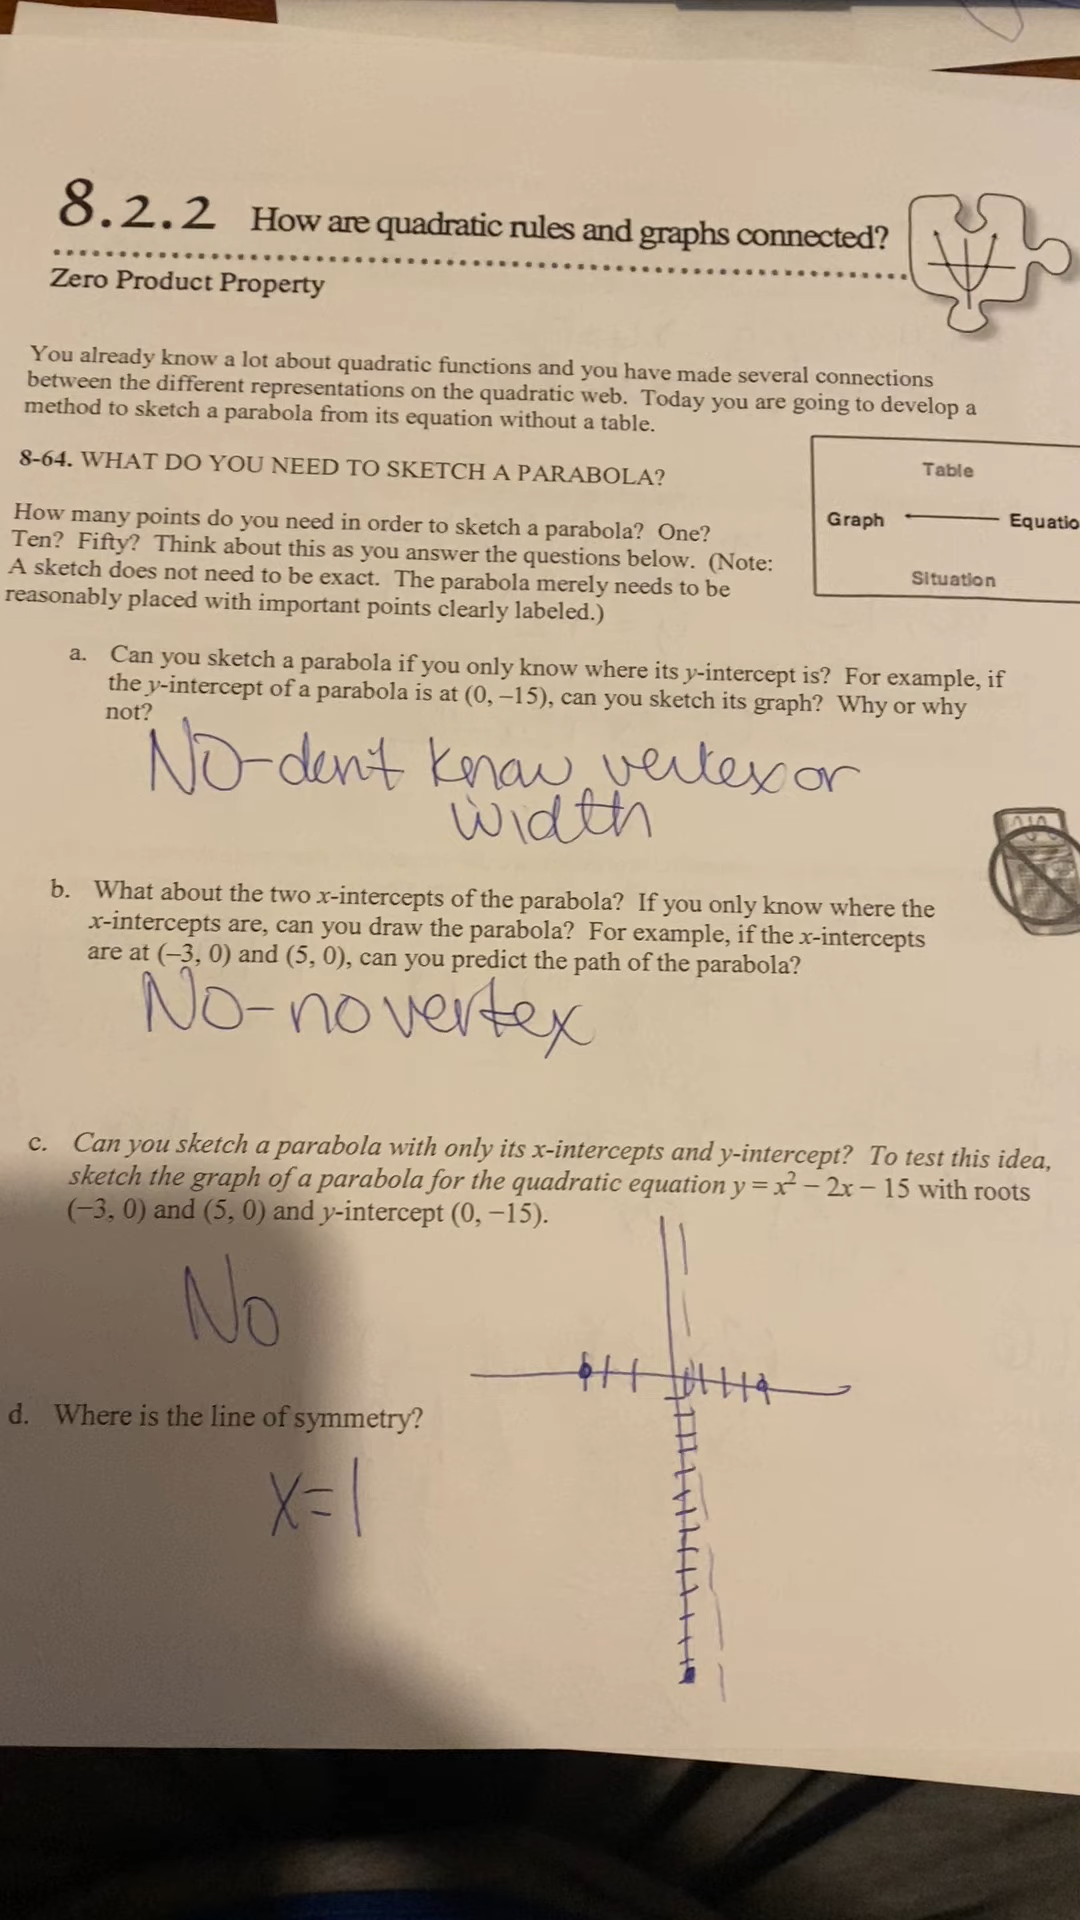 8.2.2 How are quadratic rules and graphs connected?
Zero Product Property
You already know a lot about quadratic functions and you have made several connections
between the different representations on the quadratic web. Today you are going to develop a
method to sketch a parabola from its equation without a table.
8-64. WHAT DO YOU NEED TO SKETCH A PARABOLA?
Table
Graph
Equatio
Situation
How many points do you need in order to sketch a parabola? One?
Ten? Fifty? Think about this as you answer the questions below. (Note:
A sketch does not need to be exact. The parabola merely needs to be
reasonably placed with important points clearly labeled.)
a. Can you sketch a parabola if you only know where its y-intercept is? For example, if
the y-intercept of a parabola is at (0, –15), can you sketch its graph? Why or why
not?
NO-dont know vertex or
width
b. What about the two x-intercepts of the parabola? If you only know where the
x-intercepts are, can you draw the parabola? For example, if the x-intercepts
are at (–3, 0) and (5, 0), can you predict the path of the parabola?
No-no vertex
c. Can you sketch a parabola with only its x-intercepts and y-intercept? To test this idea,
sketch the graph of a parabola for the quadratic equation y = x² – 2x – 15 with roots
(–3, 0) and (5, 0) and y-intercept (0, –15).
No
d. Where is the line of symmetry?
x=1